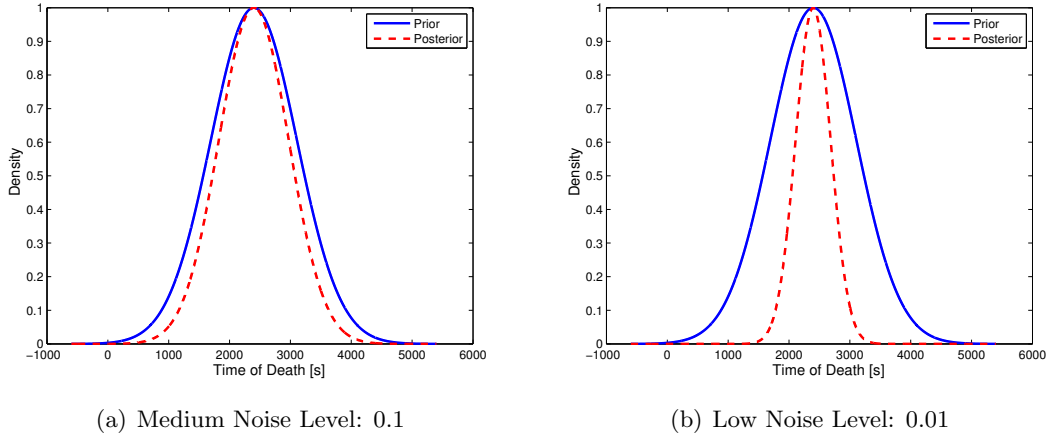 1
0.9
0.8
0.7
0.6
0.5
0.4
0.3
0.2
0.1
0
Density
−1000 0 1000 2000 3000 4000 5000 6000
Time of Death [s]
Prior
Posterior
(a) Medium Noise Level: 0.1
1
0.9
0.8
0.7
0.6
0.5
0.4
0.3
0.2
0.1
0
Density
−1000 0 1000 2000 3000 4000 5000 6000
Time of Death [s]
Prior
Posterior
(b) Low Noise Level: 0.01